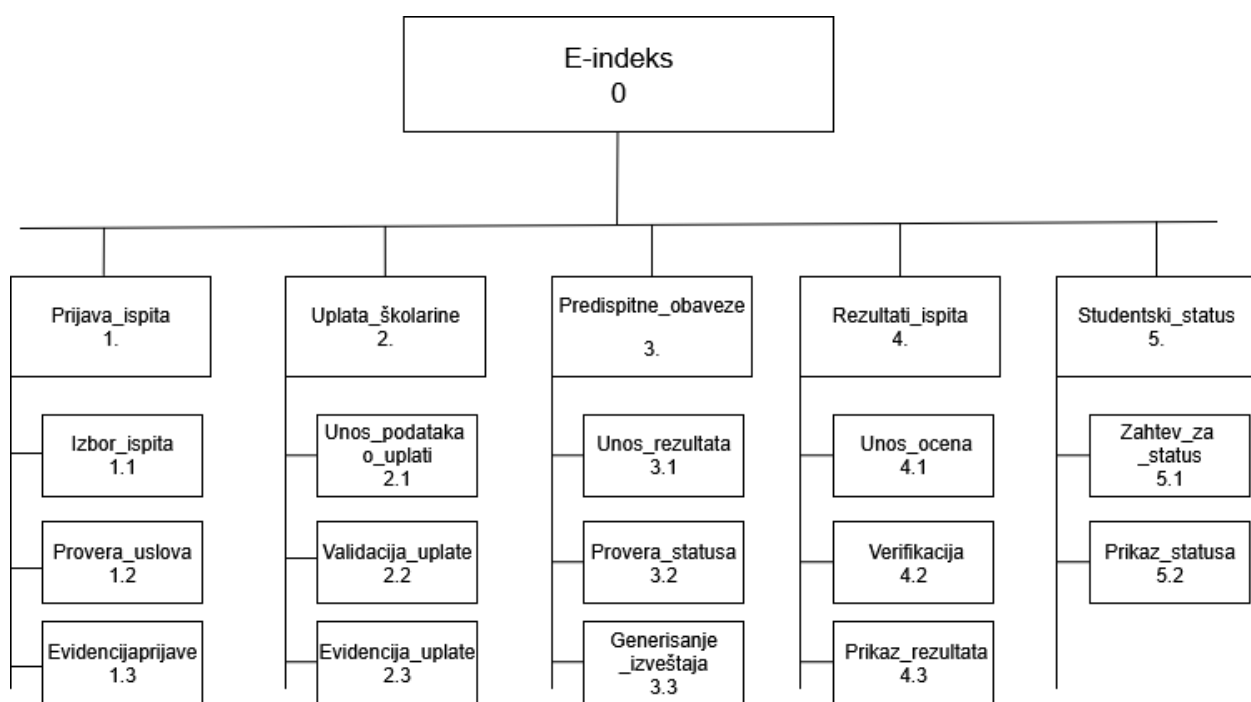 E-indeks
0
Prijava_ispita
1.
Uplata_školarine
2.
Predispitne_obaveze
3.
Rezultati_ispita
4.
Studentski_status
5.
Izbor_ispita
1.1
Unos_podataka
o_uplati
2.1
Unos_rezultata
3.1
Unos_ocena
4.1
Zahtev_za
_status
5.1
Provera_uslova
1.2
Validacija_uplate
2.2
Provera_statusa
3.2
Verifikacija
4.2
Prikaz_statusa
5.2
Evidencijaprijave
1.3
Evidencija_uplate
2.3
Generisanje
_izveštaja
3.3
Prikaz_rezultata
4.3